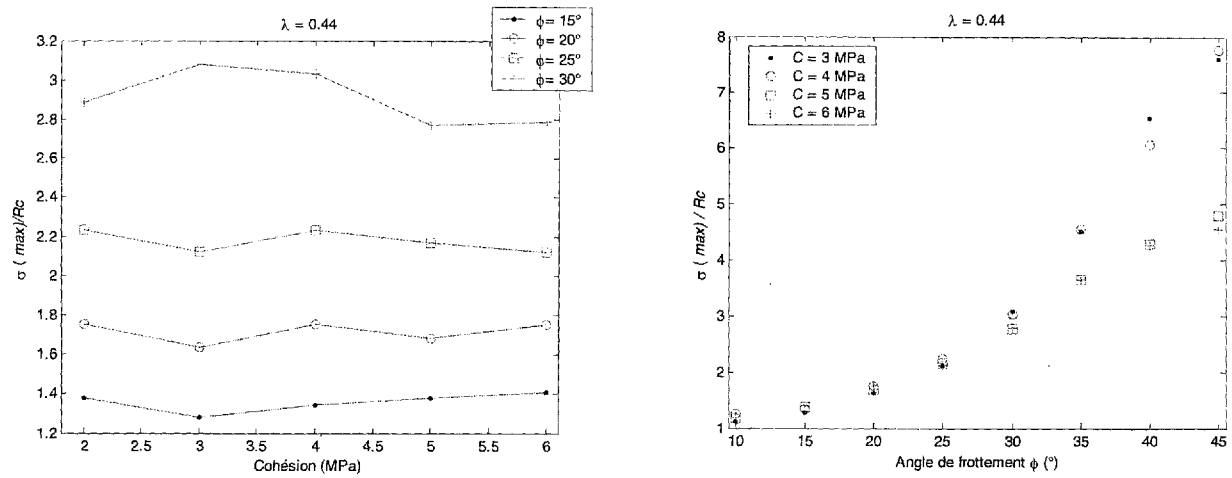 λ = 0.44
φ= 15°
φ= 20°
φ= 25°
φ= 30°
3.2
3
2.8
2.6
2.4
2.2
2
1.8
1.6
1.4
1.2
σ ( max)/Rc
2 2.5 3 3.5 4 4.5 5 5.5 6
Cohésion (MPa)
λ = 0.44
C = 3 MPa
C = 4 MPa
C = 5 MPa
C = 6 MPa
8
7
6
5
4
3
2
1
σ ( max) / Rc
10 15 20 25 30 35 40 45
Angle de frottement φ (°)